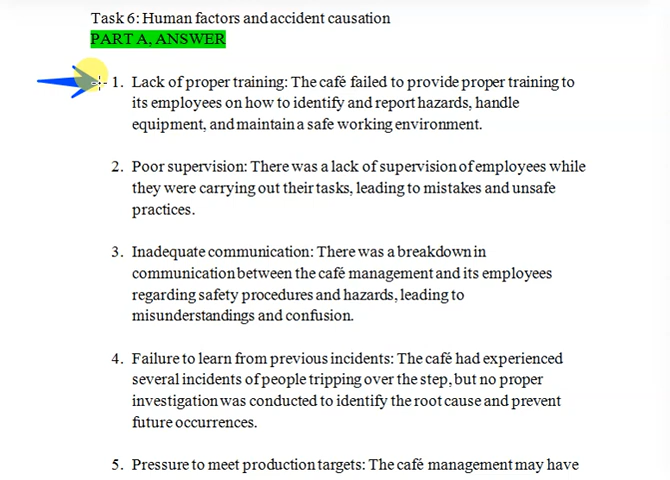 Task 6: Human factors and accident causation
PART A, ANSWER
1. Lack of proper training: The café failed to provide proper training to
its employees on how to identify and report hazards, handle
equipment, and maintain a safe working environment.
2. Poor supervision: There was a lack of supervision of employees while
they were carrying out their tasks, leading to mistakes and unsafe
practices.
3. Inadequate communication: There was a breakdown in
communication between the café management and its employees
regarding safety procedures and hazards, leading to
misunderstandings and confusion.
4. Failure to learn from previous incidents: The café had experienced
several incidents of people tripping over the step, but no proper
investigation was conducted to identify the root cause and prevent
future occurrences.
5. Pressure to meet production targets: The café management may have